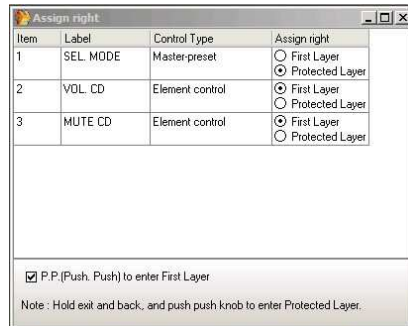 Assign right
Item Label Control Type Assign right
1 SEL. MODE Master-preset First Layer
Protected Layer
2 VOL. CD Element control First Layer
Protected Layer
3 MUTE CD Element control First Layer
Protected Layer
P.P.(Push. Push) to enter First Layer
Note : Hold exit and back, and push push knob to enter Protected Layer.